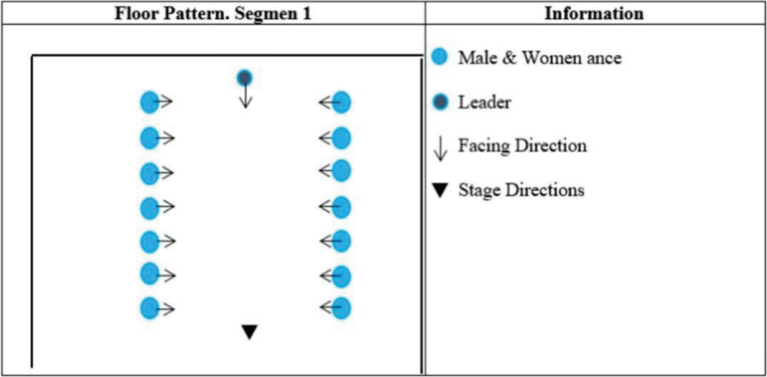 Floor Pattern. Segmen 1
Information
Male & Women ance
Leader
Facing Direction
Stage Directions